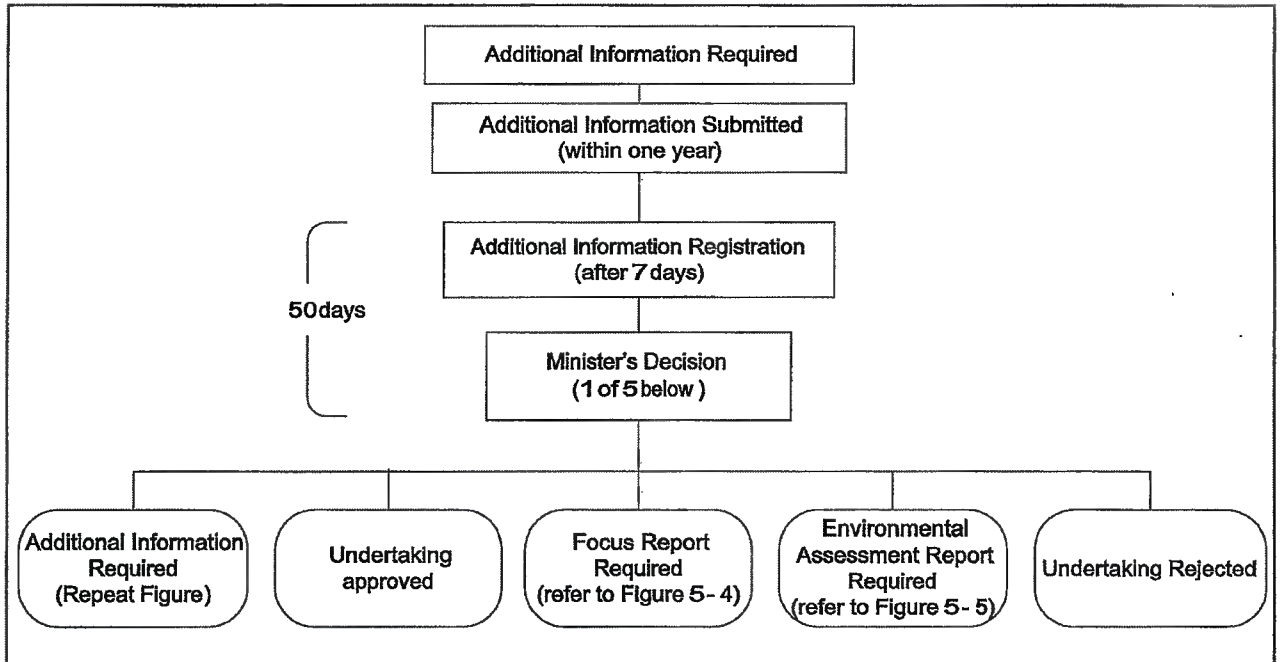 Additional Information Required
Additional Information Submitted
(within one year)
Additional Information Registration
(after 7 days)
50 days
Minister's Decision
(1 of 5 below )
Additional Information
Required
(Repeat Figure)
Undertaking
approved
Focus Report
Required
(refer to Figure 5-4)
Environmental
Assessment Report
Required
(refer to Figure 5-5)
Undertaking Rejected